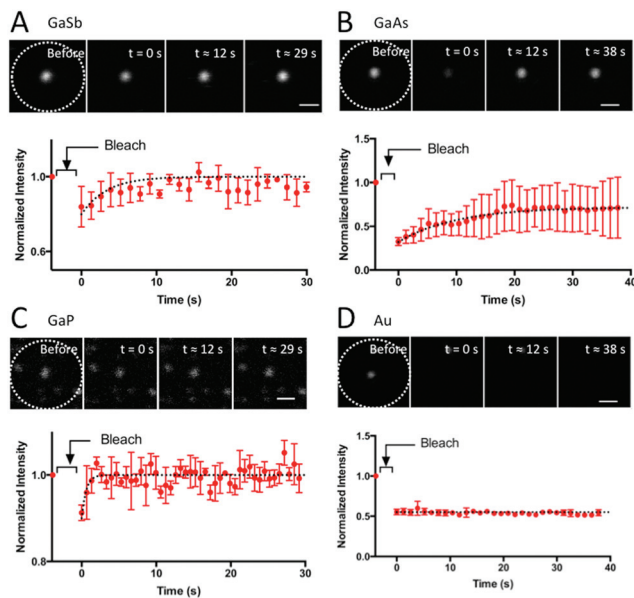 A GaSb
Before t = 0 s t ≈ 12 s t ≈ 29 s
Bleach
Normalized Intensity
1.0
0.6
0 10 20 30
Time (s)
B GaAs
Before t = 0 s t ≈ 12 s t ≈ 38 s
Bleach
Normalized Intensity
1.5
1.0
0.5
0.0
0 10 20 30 40
Time (s)
C GaP
Before t = 0 s t ≈ 12 s t ≈ 29 s
Bleach
Normalized Intensity
1.0
0.8
0 10 20 30
Time (s)
D Au
Before t = 0 s t ≈ 12 s t ≈ 38 s
Bleach
Normalized Intensity
1.5
1.0
0.5
0.0
0 10 20 30 40
Time (s)